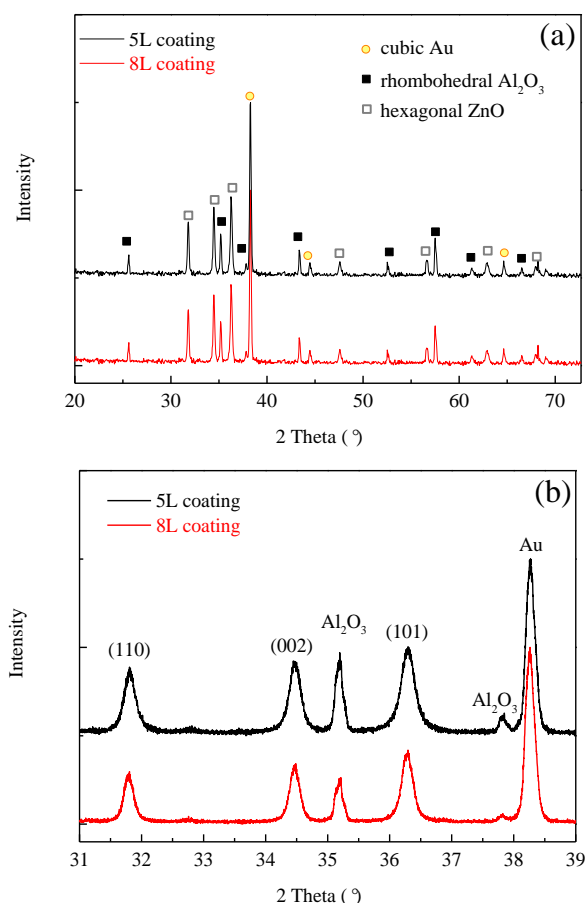 5L coating
8L coating
(a)
cubic Au
rhombohedral Al₂O₃
hexagonal ZnO
Intensity
20 30 40 50 60 70
2 Theta (°)
5L coating
8L coating
(b)
Au
Al₂O₃
(110)
(002)
(101)
Al₂O₃
Intensity
31 32 33 34 35 36 37 38 39
2 Theta (°)